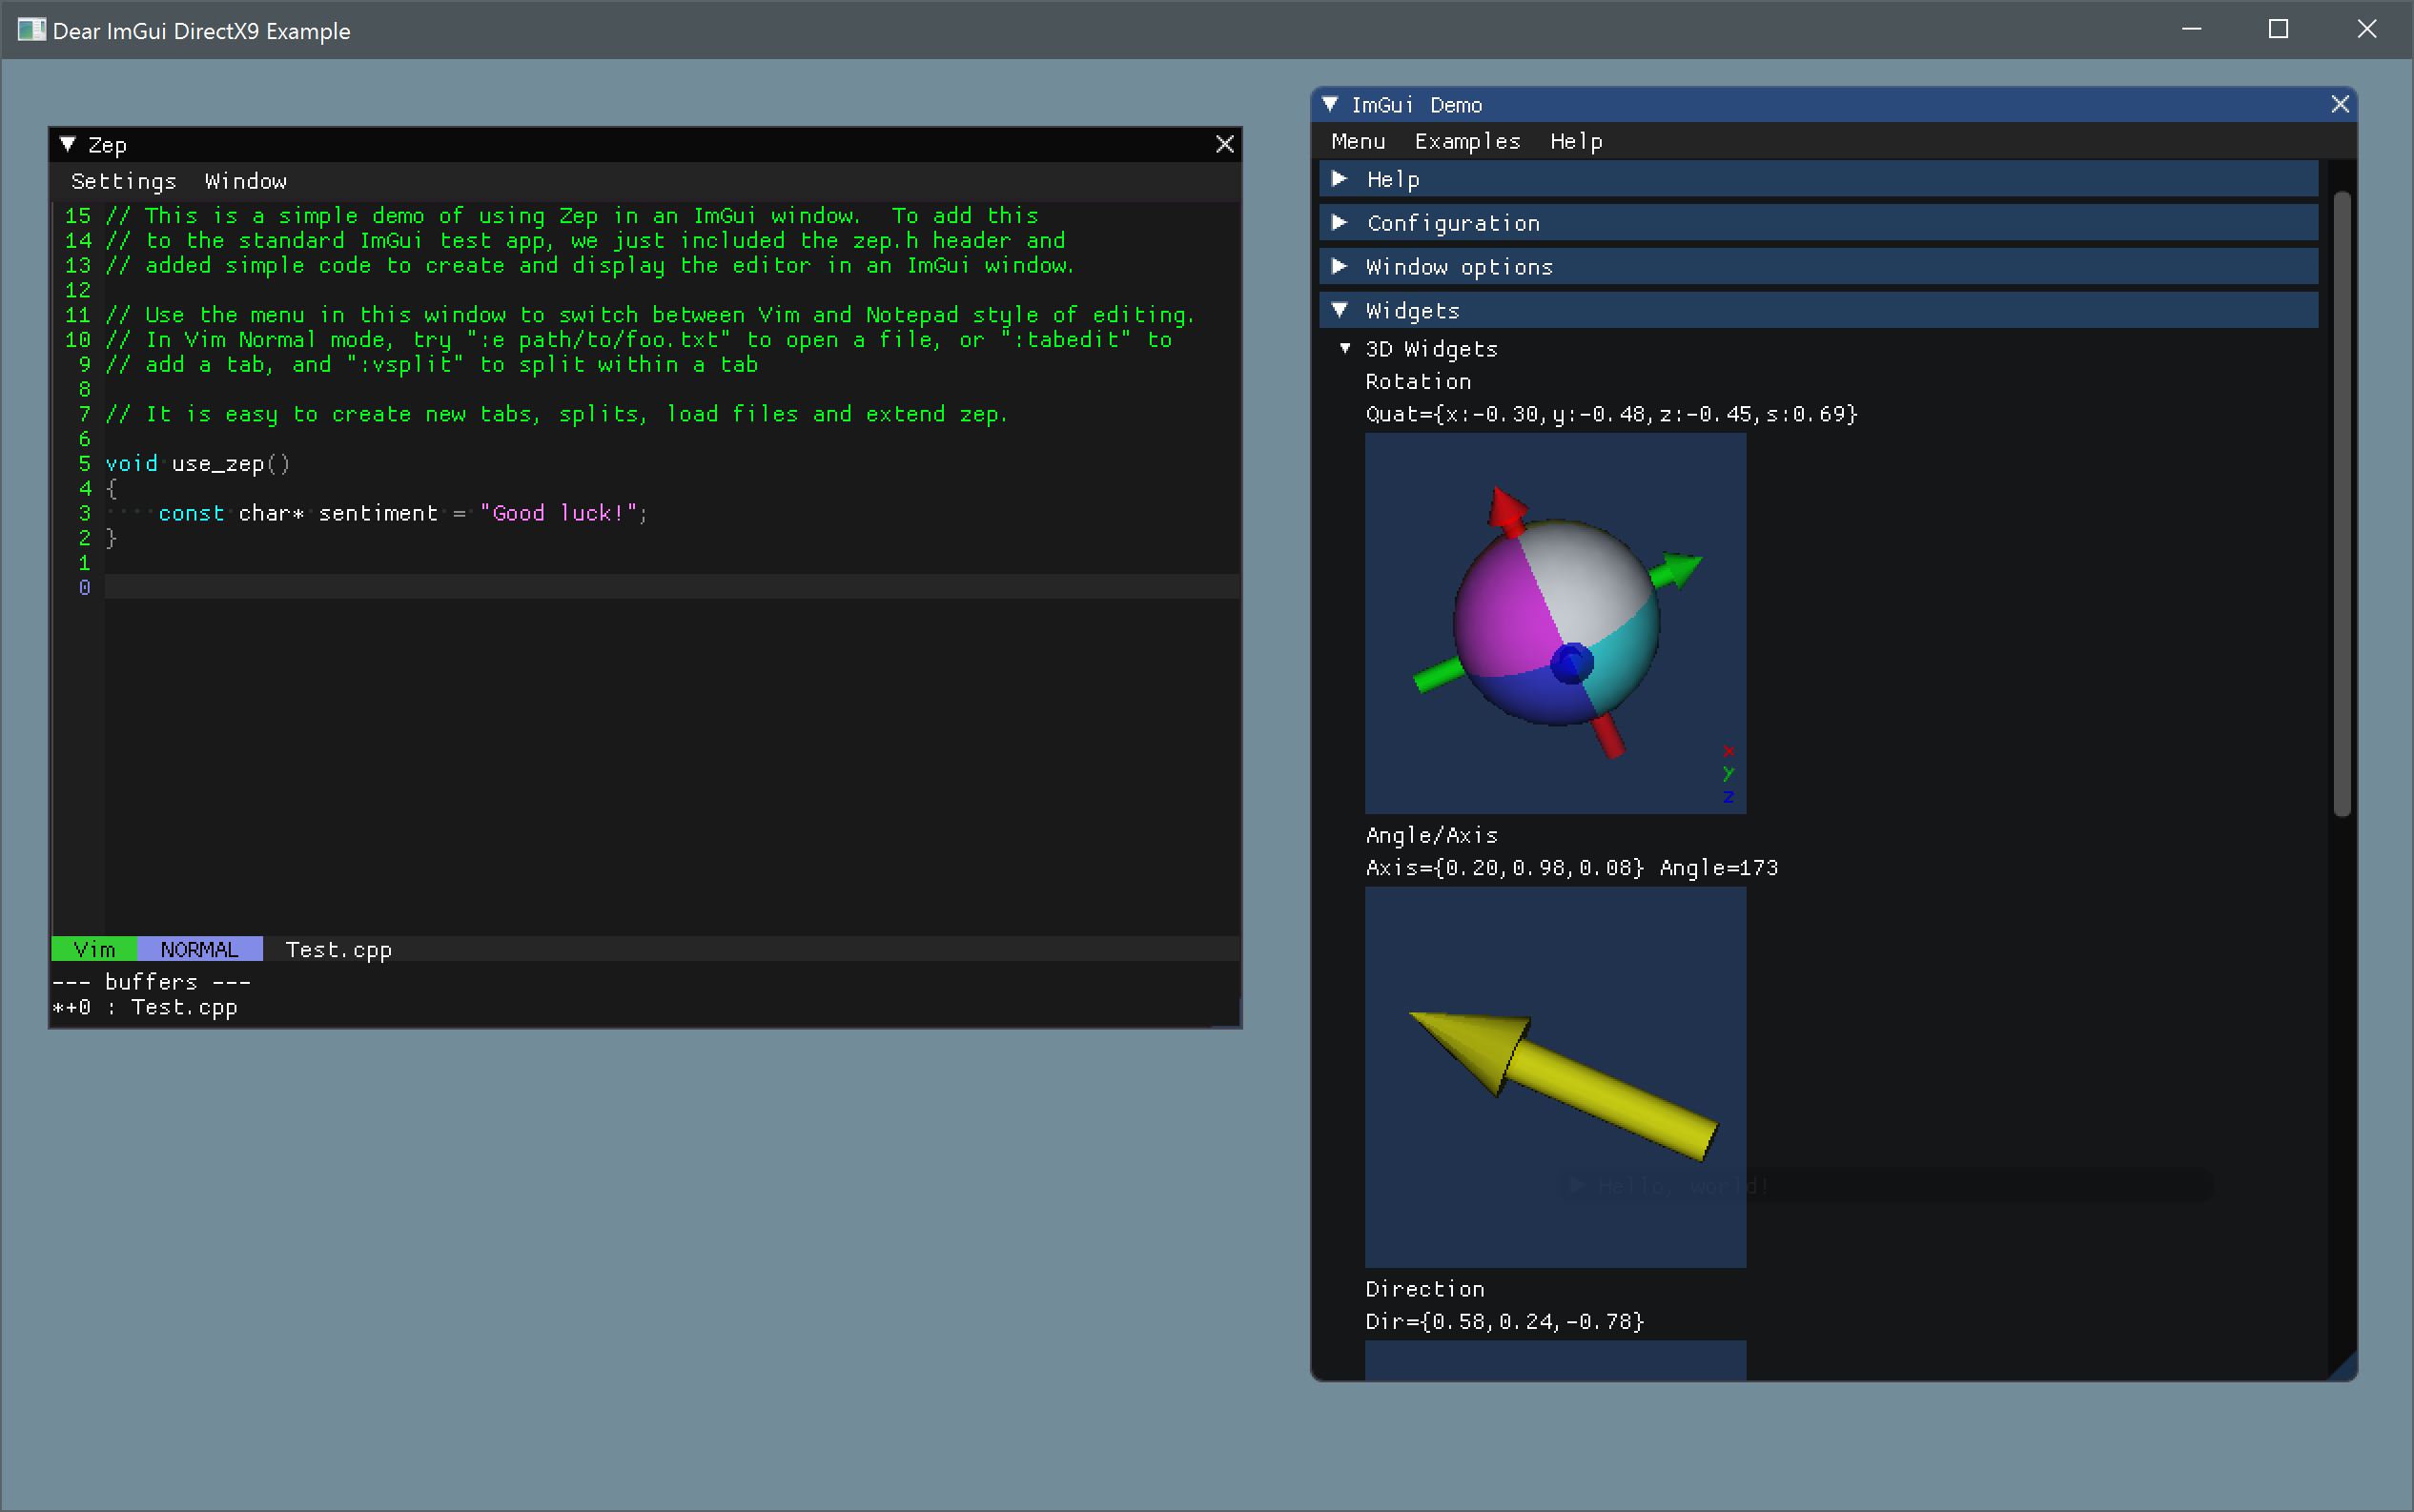 Dear ImGui DirectX9 Example
Zep
Settings Window
15 // This is a simple demo of using Zep in an ImGui window.  To add this
14 // to the standard ImGui test app, we just included the zep.h header and
13 // added simple code to create and display the editor in an ImGui window.
12
11 // Use the menu in this window to switch between Vim and Notepad style of editing.
10 // In Vim Normal mode, try ":e path/to/foo.txt" to open a file, or ":tabedit" to
9 // add a tab, and ":vsplit" to split within a tab
8
7 // It is easy to create new tabs, splits, load files and extend zep.
6
5 void use_zep()
4 {
3     const char* sentiment = "Good luck!";
2 }
1
0
Vim NORMAL Test.cpp
--- buffers ---
*+0 : Test.cpp
ImGui Demo
Menu Examples Help
Help
Configuration
Window options
Widgets
3D Widgets
Rotation
Quat={x:-0.30,y:-0.48,z:-0.45,s:0.69}
x
y
z
Angle/Axis
Axis={0.20,0.98,0.08} Angle=173
Hello, world!
Direction
Dir={0.58,0.24,-0.78}